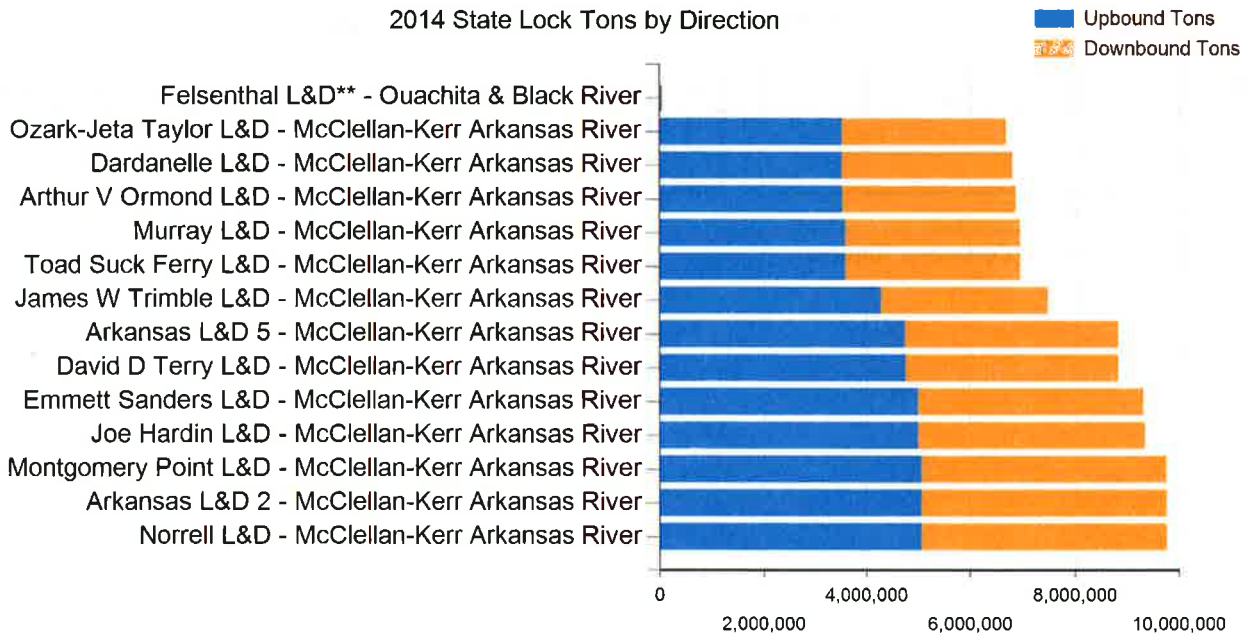 2014 State Lock Tons by Direction
Upbound Tons
Downbound Tons
Felsenthal L&D** - Ouachita & Black River
Ozark-Jeta Taylor L&D - McClellan-Kerr Arkansas River
Dardanelle L&D - McClellan-Kerr Arkansas River
Arthur V Ormond L&D - McClellan-Kerr Arkansas River
Murray L&D - McClellan-Kerr Arkansas River
Toad Suck Ferry L&D - McClellan-Kerr Arkansas River
James W Trimble L&D - McClellan-Kerr Arkansas River
Arkansas L&D 5 - McClellan-Kerr Arkansas River
David D Terry L&D - McClellan-Kerr Arkansas River
Emmett Sanders L&D - McClellan-Kerr Arkansas River
Joe Hardin L&D - McClellan-Kerr Arkansas River
Montgomery Point L&D - McClellan-Kerr Arkansas River
Arkansas L&D 2 - McClellan-Kerr Arkansas River
Norrell L&D - McClellan-Kerr Arkansas River
0 4,000,000 8,000,000
2,000,000 6,000,000 10,000,000